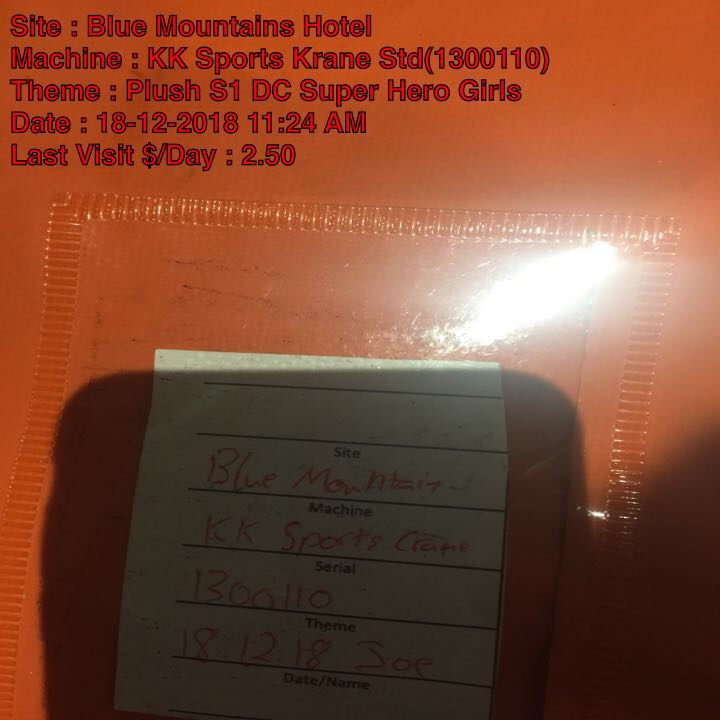 Site : Blue Mountains Hotel
Machine : KK Sports Krane Std(1300110)
Theme : Plush S1 DC Super Hero Girls
Date : 18-12-2018 11:24 AM
Last Visit $/Day : 2.50
Site
Blue Mountain
Machine
KK Sports Crane
Serial
1300110
Theme
18.12.18 Joe
Date/Name